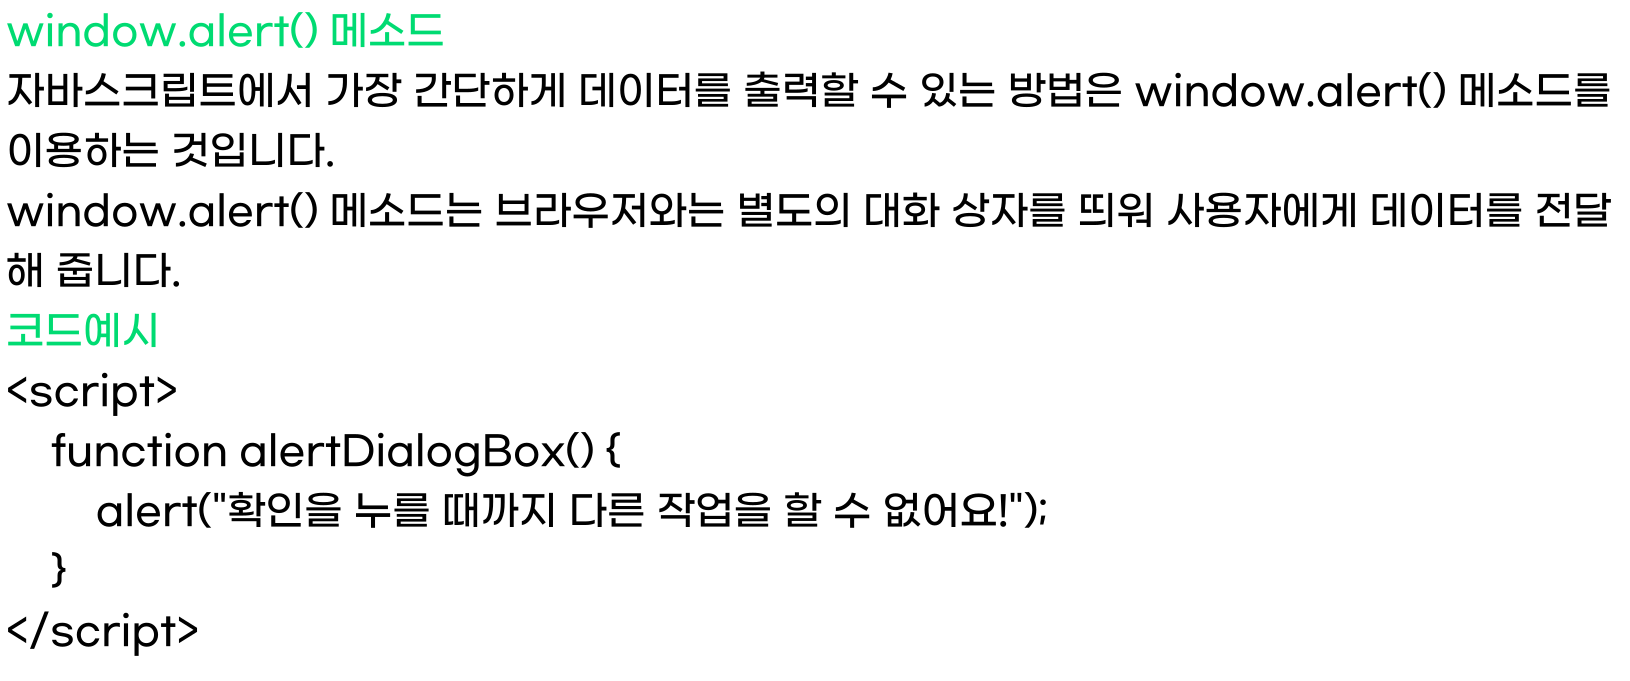 window.alert() 메소드
자바스크립트에서 가장 간단하게 데이터를 출력할 수 있는 방법은 window.alert() 메소드를
이용하는 것입니다.
window.alert() 메소드는 브라우저와는 별도의 대화 상자를 띄워 사용자에게 데이터를 전달
해 줍니다.
코드예시
<script>
    function alertDialogBox() {
        alert("확인을 누를 때까지 다른 작업을 할 수 없어요!");
    }
</script>